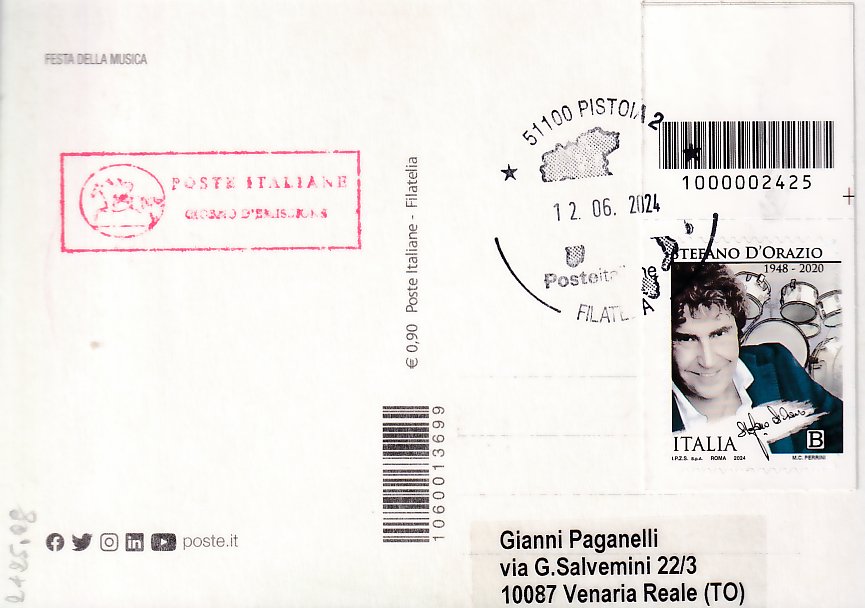 FESTA DELLA MUSICA
POSTE ITALIANE
GIORNO D'EMISSIONE
€ 0,90 Poste Italiane - Filatelia
1060013699
poste.it
51100 PISTOIA 2
12. 06. 2024
Posteitaliane
FILATELIA
1000002425
STEFANO D'ORAZIO
1948 - 2020
ITALIA
B
I.P.Z.S. S.p.A. ROMA 2024
M.C. PERRINI
Gianni Paganelli
via G.Salvemini 22/3
10087 Venaria Reale (TO)